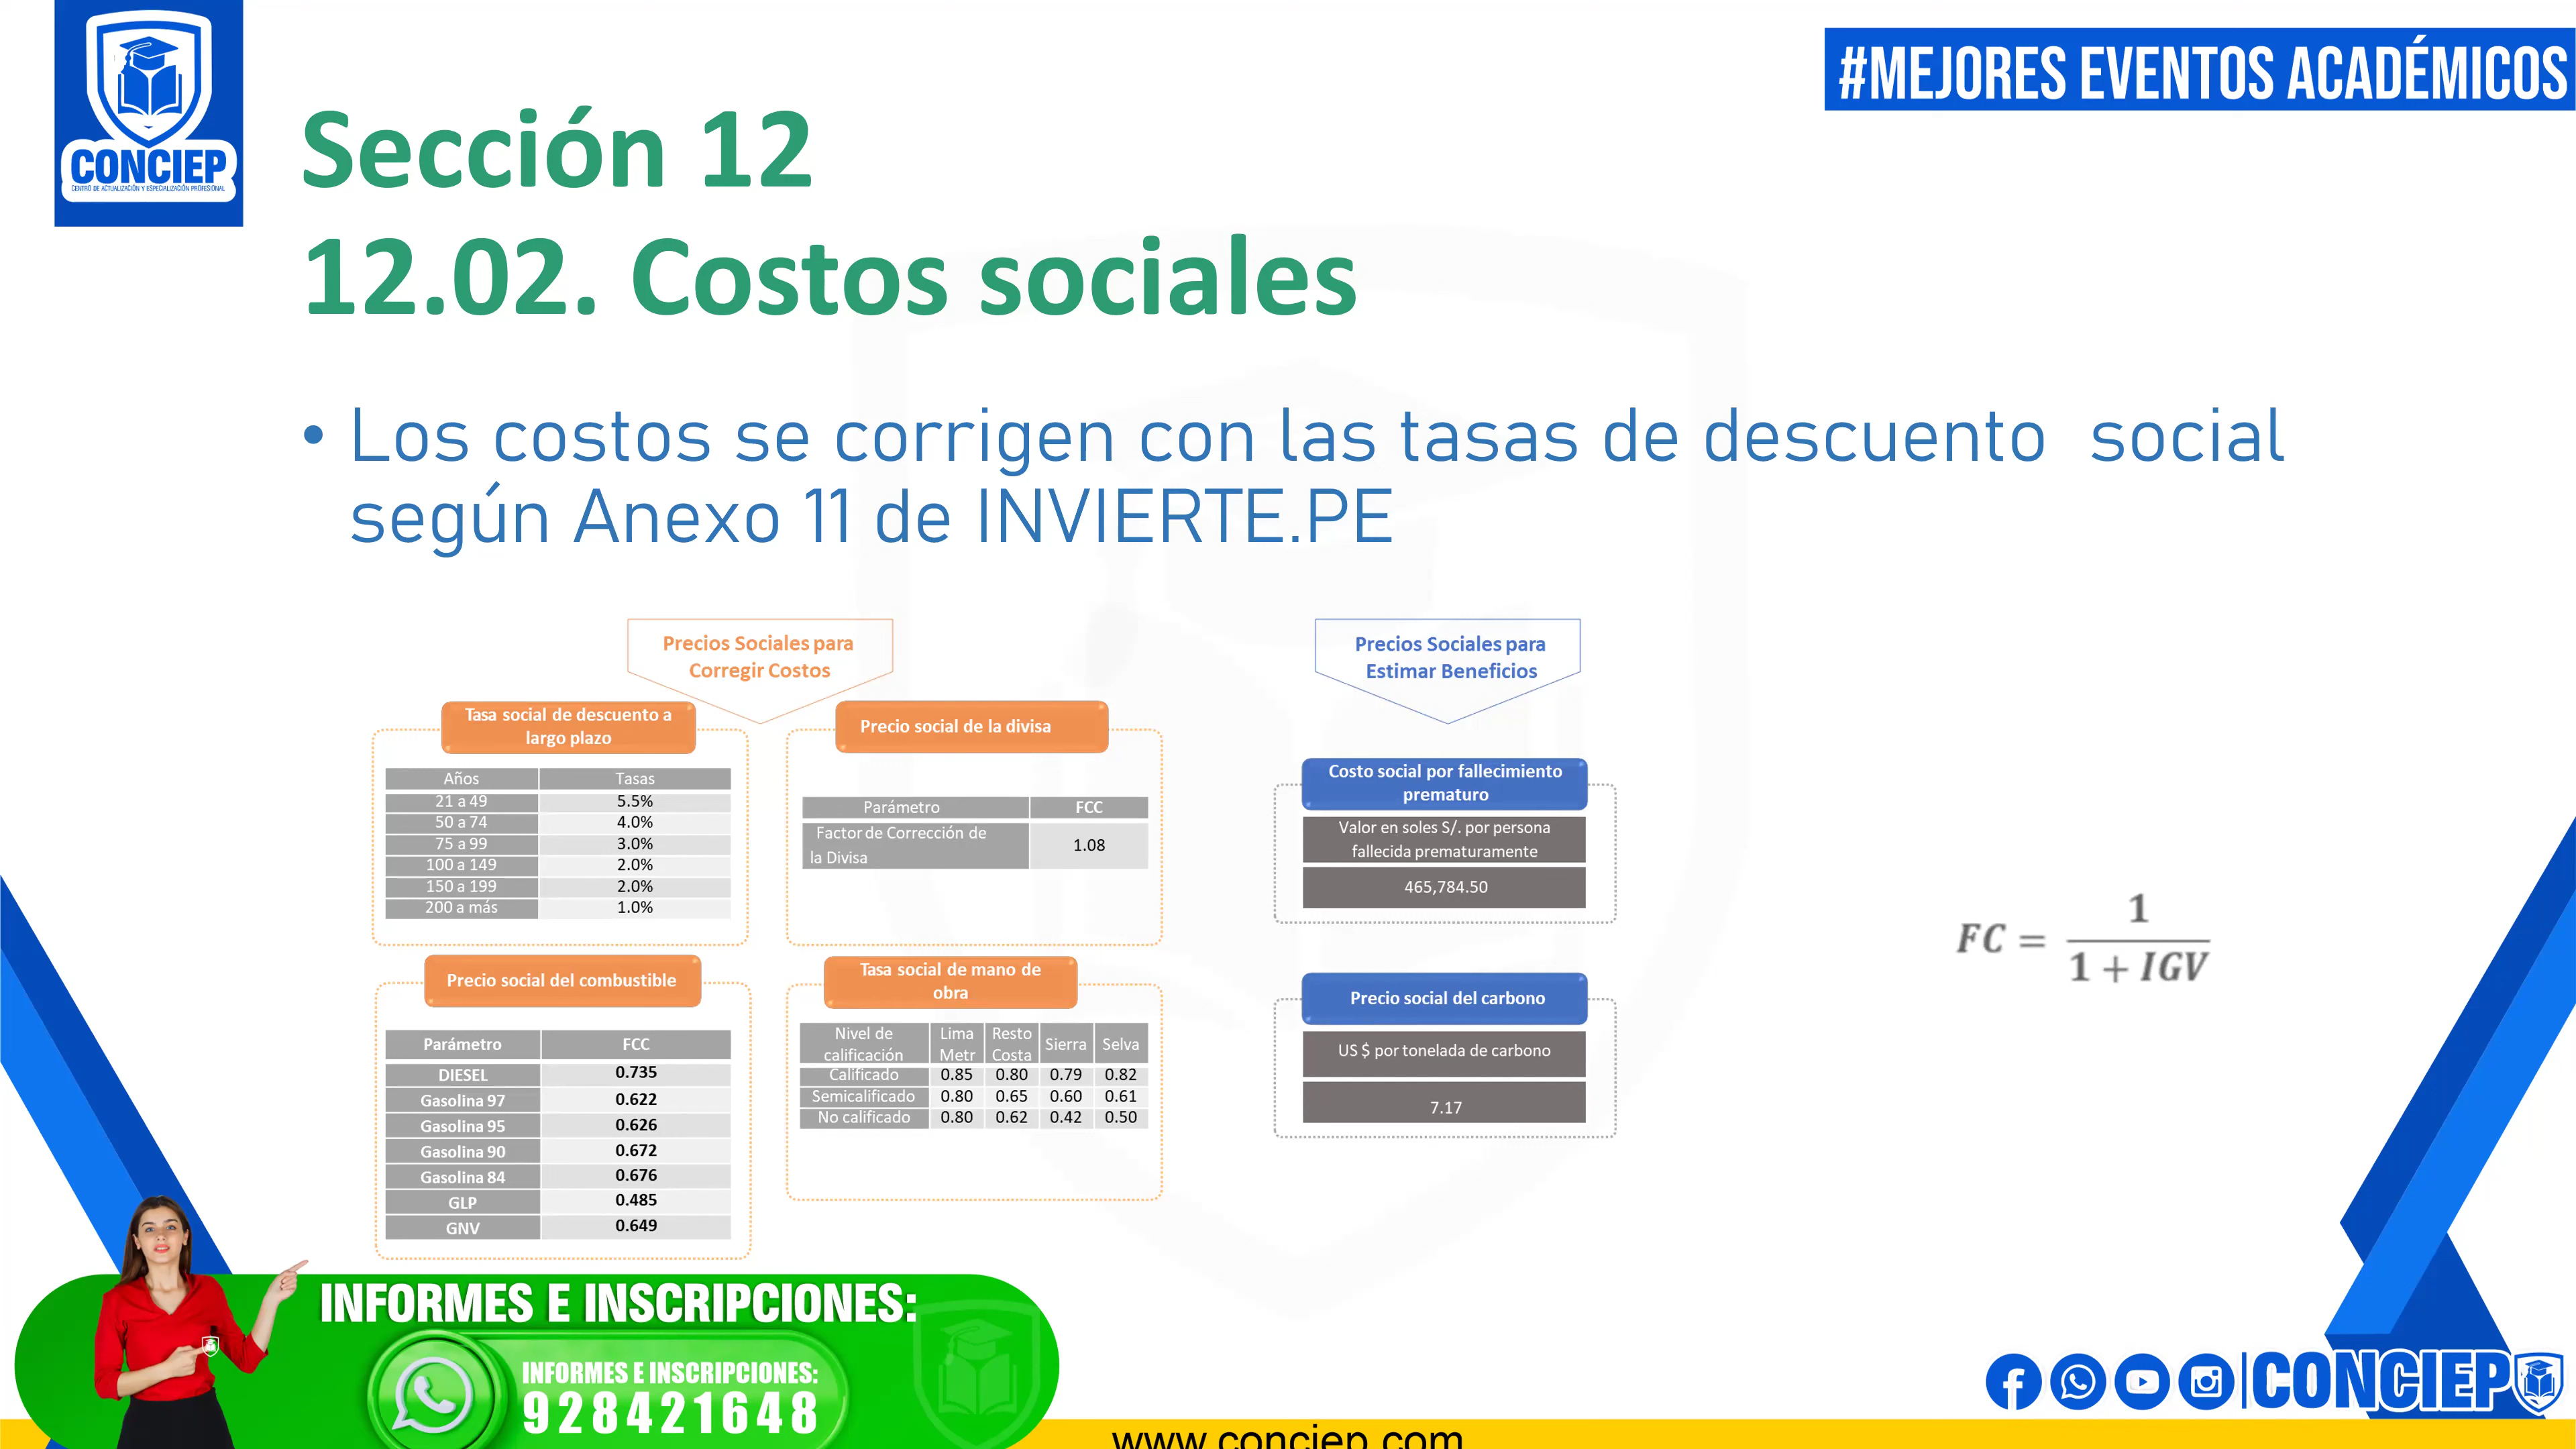 CONCIEP
CENTRO DE ACTUALIZACIÓN Y ESPECIALIZACIÓN PROFESIONAL
#MEJORES EVENTOS ACADÉMICOS
Sección 12
12.02. Costos sociales
• Los costos se corrigen con las tasas de descuento social
según Anexo 11 de INVIERTE.PE
Precios Sociales para
Corregir Costos
Tasa social de descuento a
largo plazo
Años Tasas
21 a 49 5.5%
50 a 74 4.0%
75 a 99 3.0%
100 a 149 2.0%
150 a 199 2.0%
200 a más 1.0%
Precio social de la divisa
Parámetro FCC
Factor de Corrección de
la Divisa 1.08
Precio social del combustible
Parámetro FCC
DIESEL 0.735
Gasolina 97 0.622
Gasolina 95 0.626
Gasolina 90 0.672
Gasolina 84 0.676
GLP 0.485
GNV 0.649
Tasa social de mano de
obra
Nivel de calificación Lima Metr Resto Costa Sierra Selva
Calificado 0.85 0.80 0.79 0.82
Semicalificado 0.80 0.65 0.60 0.61
No calificado 0.80 0.62 0.42 0.50
Precios Sociales para
Estimar Beneficios
Costo social por fallecimiento
prematuro
Valor en soles S/. por persona
fallecida prematuramente
465,784.50
Precio social del carbono
US $ por tonelada de carbono
7.17
FC = 1 / 1 + IGV
INFORMES E INSCRIPCIONES:
INFORMES E INSCRIPCIONES:
928421648
CONCIEP
www.conciep.com